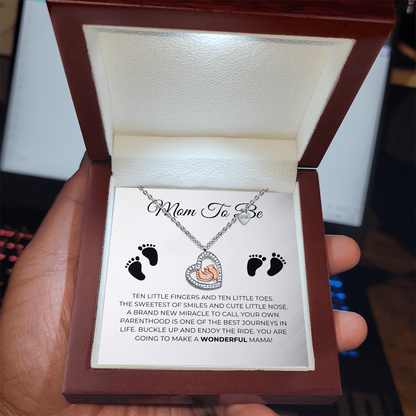 Mom To Be
TEN LITTLE FINGERS AND TEN LITTLE TOES.
THE SWEETEST OF SMILES AND CUTE LITTLE NOSE.
A BRAND NEW MIRACLE TO CALL YOUR OWN.
PARENTHOOD IS ONE OF THE BEST JOURNEYS IN
LIFE. BUCKLE UP AND ENJOY THE RIDE. YOU ARE
GOING TO MAKE A WONDERFUL MAMA!